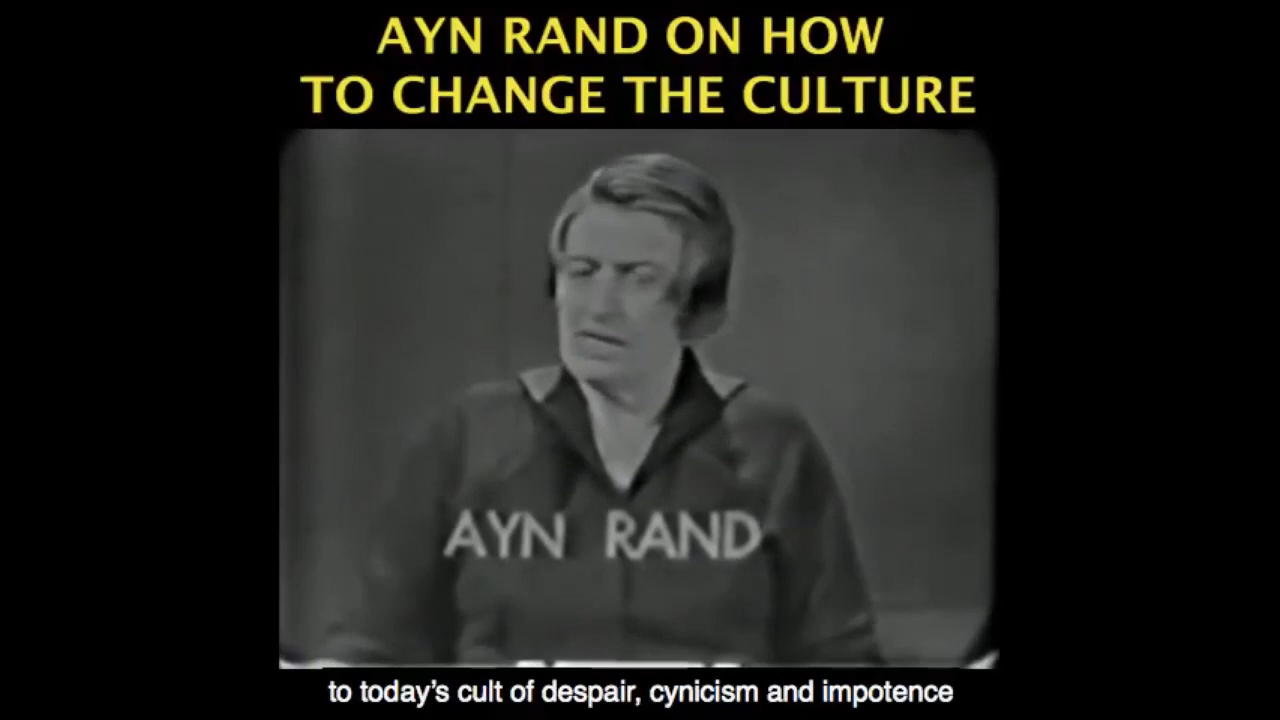 AYN RAND ON HOW
TO CHANGE THE CULTURE
AYN RAND
to today's cult of despair, cynicism and impotence